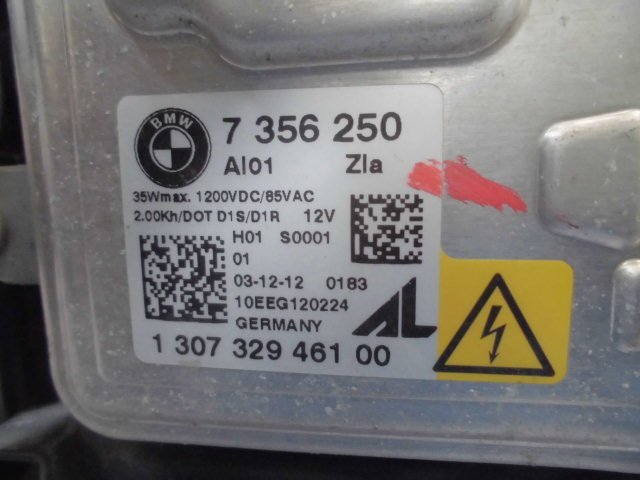 BMW
7 356 250
AI01 Zla
35Wmax. 1200VDC/85VAC
2.00Kh/DOT D1S/D1R 12V
H01 S0001
01
03-12-12 0183
10EEG120224
GERMANY
AL
1 307 329 461 00